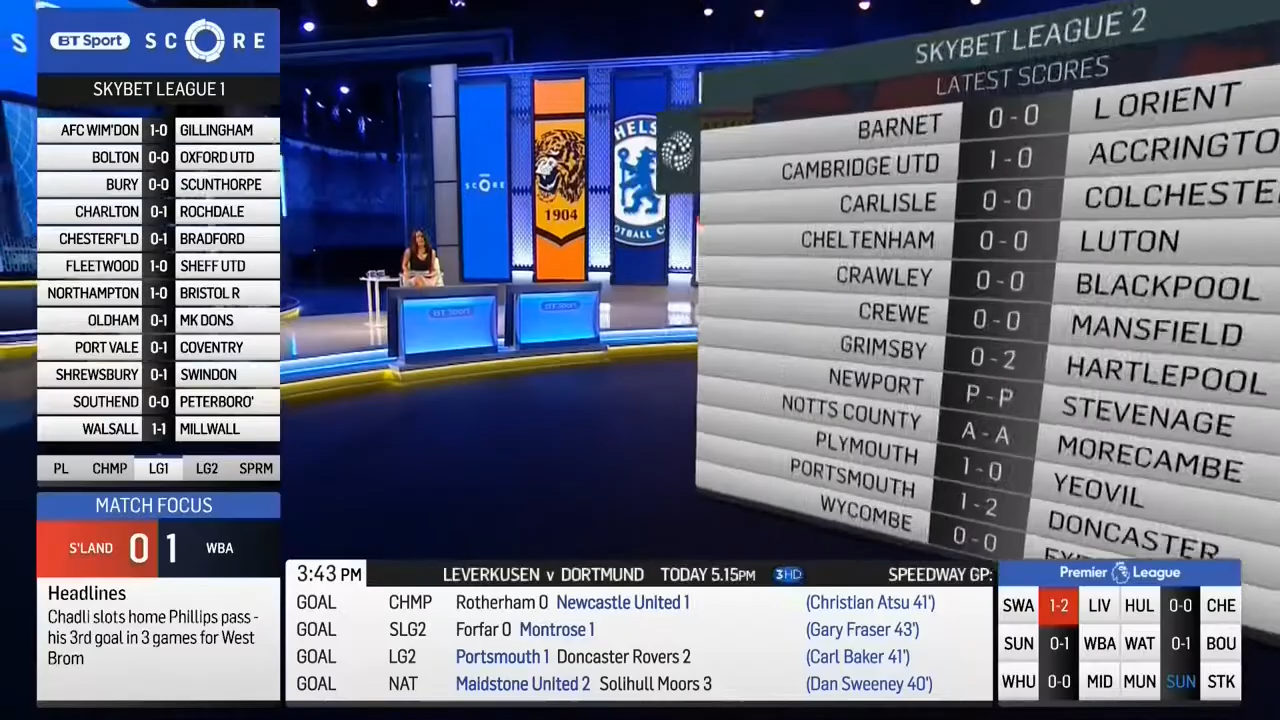 BT Sport SCORE
SKYBET LEAGUE 1
AFC WIM'DON 1-0 GILLINGHAM
BOLTON 0-0 OXFORD UTD
BURY 0-0 SCUNTHORPE
CHARLTON 0-1 ROCHDALE
CHESTERF'LD 0-1 BRADFORD
FLEETWOOD 1-0 SHEFF UTD
NORTHAMPTON 1-0 BRISTOL R
OLDHAM 0-1 MK DONS
PORT VALE 0-1 COVENTRY
SHREWSBURY 0-1 SWINDON
SOUTHEND 0-0 PETERBORO'
WALSALL 1-1 MILLWALL
PL CHMP LG1 LG2 SPRM
MATCH FOCUS
S'LAND 0 1 WBA
Headlines
Chadli slots home Phillips pass -
his 3rd goal in 3 games for West
Brom
S
SCORE
1904
CHELS
OTBALL C
BT Sport
BT Sport
SKYBET LEAGUE 2
LATEST SCORES
BARNET 0-0 L ORIENT
CAMBRIDGE UTD 1-0 ACCRINGTO
CARLISLE 0-0 COLCHESTE
CHELTENHAM 0-0 LUTON
CRAWLEY 0-0 BLACKPOOL
CREWE 0-0 MANSFIELD
GRIMSBY 0-2 HARTLEPOOL
NEWPORT P-P STEVENAGE
NOTTS COUNTY A-A MORECAMBE
PLYMOUTH 1-0 YEOVIL
PORTSMOUTH 1-2 DONCASTER
WYCOMBE 0-0
3:43 PM LEVERKUSEN v DORTMUND TODAY 5.15PM 3HD SPEEDWAY GP:
GOAL CHMP Rotherham 0 Newcastle United 1 (Christian Atsu 41')
GOAL SLG2 Forfar 0 Montrose 1 (Gary Fraser 43')
GOAL LG2 Portsmouth 1 Doncaster Rovers 2 (Carl Baker 41')
GOAL NAT Maidstone United 2 Solihull Moors 3 (Dan Sweeney 40')
Premier League
SWA 1-2 LIV HUL 0-0 CHE
SUN 0-1 WBA WAT 0-1 BOU
WHU 0-0 MID MUN SUN STK